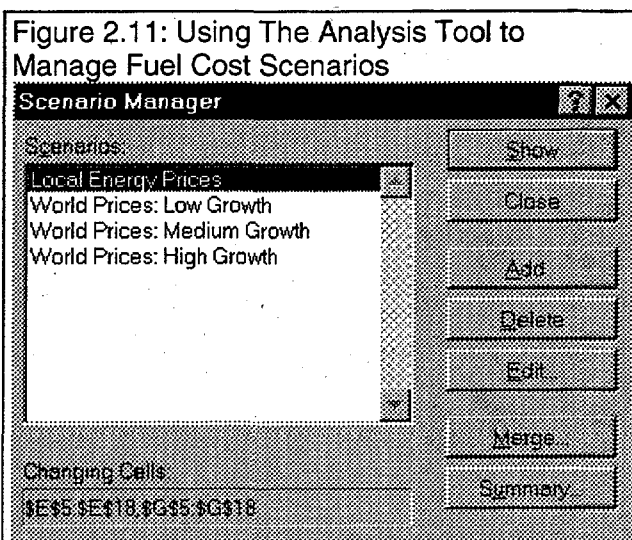 Figure 2.11: Using The Analysis Tool to
Manage Fuel Cost Scenarios
Scenario Manager ? ×
Scenarios:
Local Energy Prices
World Prices: Low Growth
World Prices: Medium Growth
World Prices: High Growth
Show
Close
Add...
Delete
Edit...
Merge...
Summary...
Changing Cells:
$E$5:$E$18,$G$5:$G$18